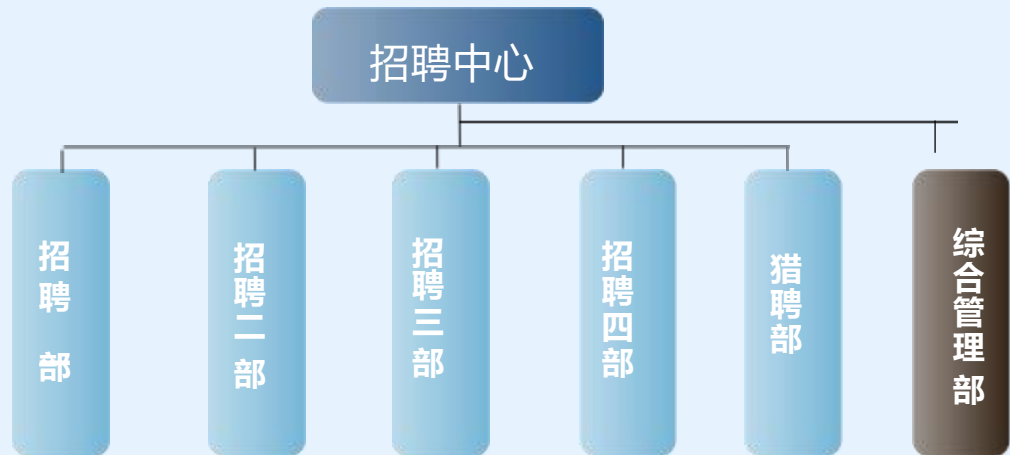 招聘中心
招聘 部
招聘二部
招聘三部
招聘四部
猎聘部
综合管理部